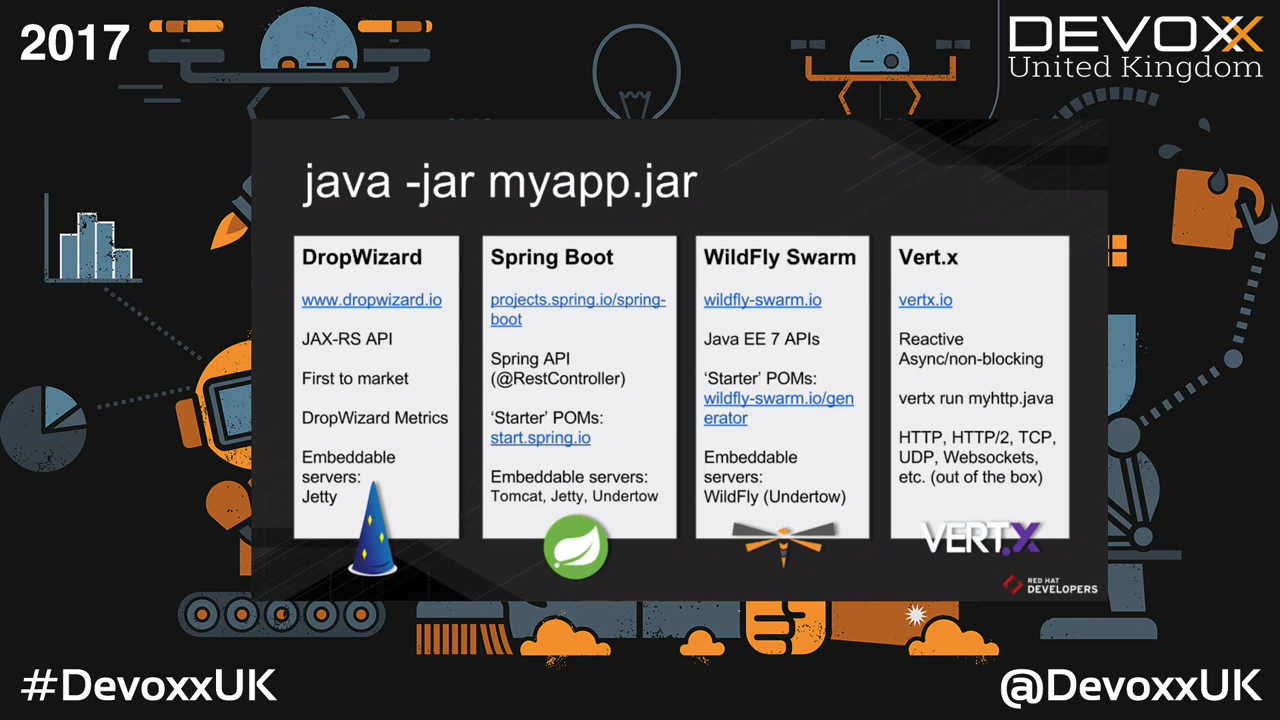 2017
DEVOXX
United Kingdom
java -jar myapp.jar
DropWizard
www.dropwizard.io
JAX-RS API
First to market
DropWizard Metrics
Embeddable
servers:
Jetty
Spring Boot
projects.spring.io/spring-
boot
Spring API
(@RestController)
‘Starter’ POMs:
start.spring.io
Embeddable servers:
Tomcat, Jetty, Undertow
WildFly Swarm
wildfly-swarm.io
Java EE 7 APIs
‘Starter’ POMs:
wildfly-swarm.io/gen
erator
Embeddable
servers:
WildFly (Undertow)
Vert.x
vertx.io
Reactive
Async/non-blocking
vertx run myhttp.java
HTTP, HTTP/2, TCP,
UDP, Websockets,
etc. (out of the box)
VERT.X
RED HAT
DEVELOPERS
#DevoxxUK
@DevoxxUK